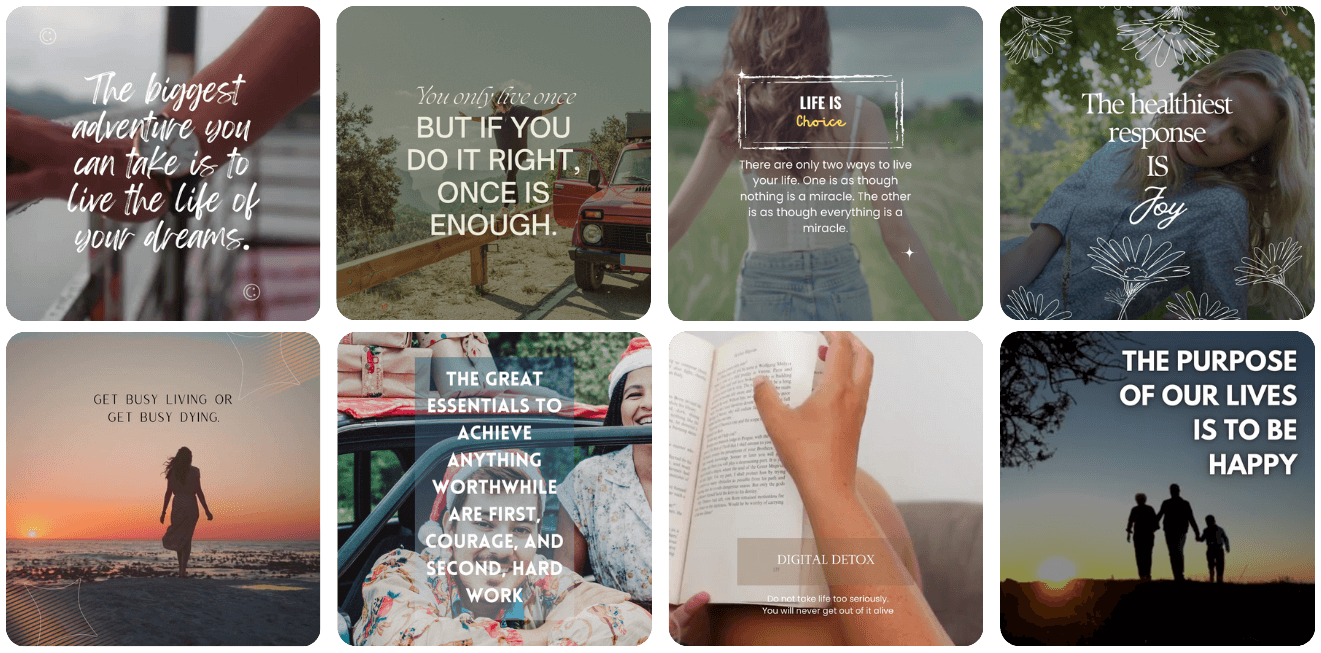 The biggest
adventure you
can take is to
live the life of
your dreams.
You only live once
BUT IF YOU
DO IT RIGHT,
ONCE IS
ENOUGH.
LIFE IS
Choice
There are only two ways to live
your life. One is as though
nothing is a miracle. The other
is as though everything is a
miracle.
The healthiest
response
IS
Joy
GET BUSY LIVING OR
GET BUSY DYING.
THE GREAT
ESSENTIALS TO
ACHIEVE
ANYTHING
WORTHWHILE
ARE FIRST,
COURAGE, AND
SECOND, HARD
WORK
DIGITAL DETOX
Do not take life too seriously.
You will never get out of it alive
THE PURPOSE
OF OUR LIVES
IS TO BE
HAPPY